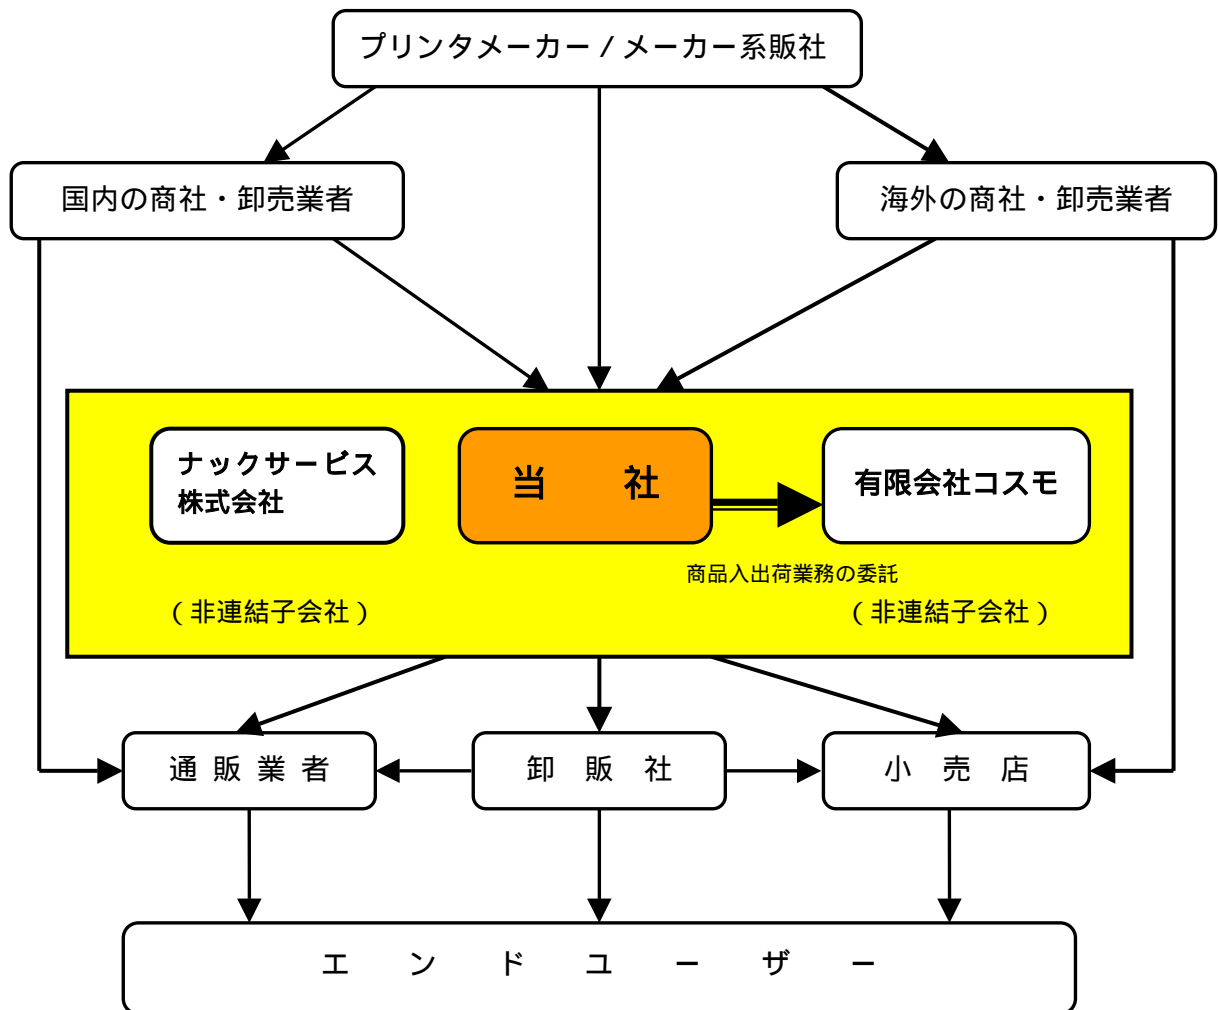 プリンタメーカー/メーカー系販社
国内の商社・卸売業者
海外の商社・卸売業者
ナックサービス
株式会社
当 社
有限会社コスモ
商品入出荷業務の委託
(非連結子会社)
(非連結子会社)
通販業者
卸販社
小売店
エンドユーザー